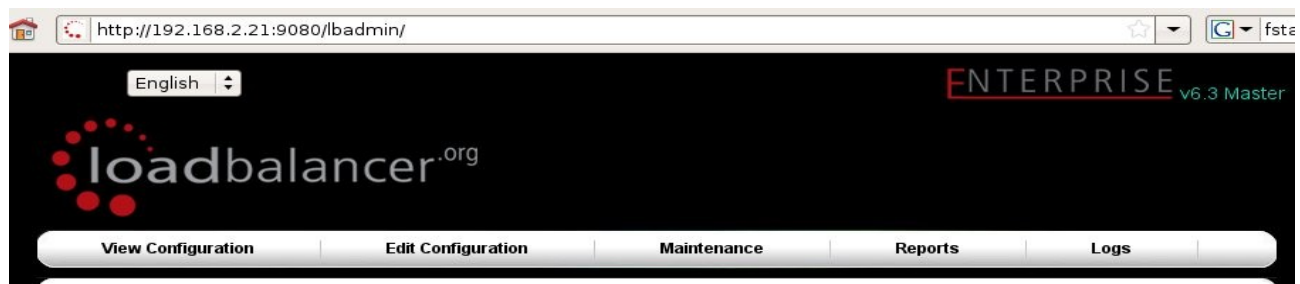 http://192.168.2.21:9080/lbadmin/
G fsta
English
ENTERPRISE v6.3 Master
loadbalancer.org
View Configuration Edit Configuration Maintenance Reports Logs